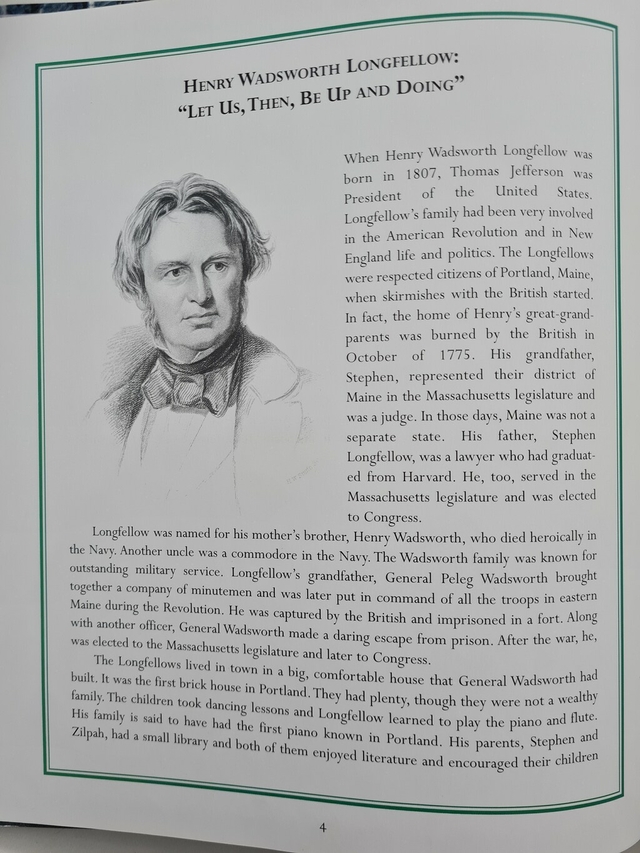 Henry Wadsworth Longfellow:
“Let Us, Then, Be Up and Doing”
When Henry Wadsworth Longfellow was
born in 1807, Thomas Jefferson was
President of the United States.
Longfellow’s family had been very involved
in the American Revolution and in New
England life and politics. The Longfellows
were respected citizens of Portland, Maine,
when skirmishes with the British started.
In fact, the home of Henry’s great-grand-
parents was burned by the British in
October of 1775. His grandfather,
Stephen, represented their district of
Maine in the Massachusetts legislature and
was a judge. In those days, Maine was not a
separate state. His father, Stephen
Longfellow, was a lawyer who had graduat-
ed from Harvard. He, too, served in the
Massachusetts legislature and was elected
to Congress.
Longfellow was named for his mother’s brother, Henry Wadsworth, who died heroically in
the Navy. Another uncle was a commodore in the Navy. The Wadsworth family was known for
outstanding military service. Longfellow’s grandfather, General Peleg Wadsworth brought
together a company of minutemen and was later put in command of all the troops in eastern
Maine during the Revolution. He was captured by the British and imprisoned in a fort. Along
with another officer, General Wadsworth made a daring escape from prison. After the war, he,
was elected to the Massachusetts legislature and later to Congress.
The Longfellows lived in town in a big, comfortable house that General Wadsworth had
built. It was the first brick house in Portland. They had plenty, though they were not a wealthy
family. The children took dancing lessons and Longfellow learned to play the piano and flute.
His family is said to have had the first piano known in Portland. His parents, Stephen and
Zilpah, had a small library and both of them enjoyed literature and encouraged their children
4